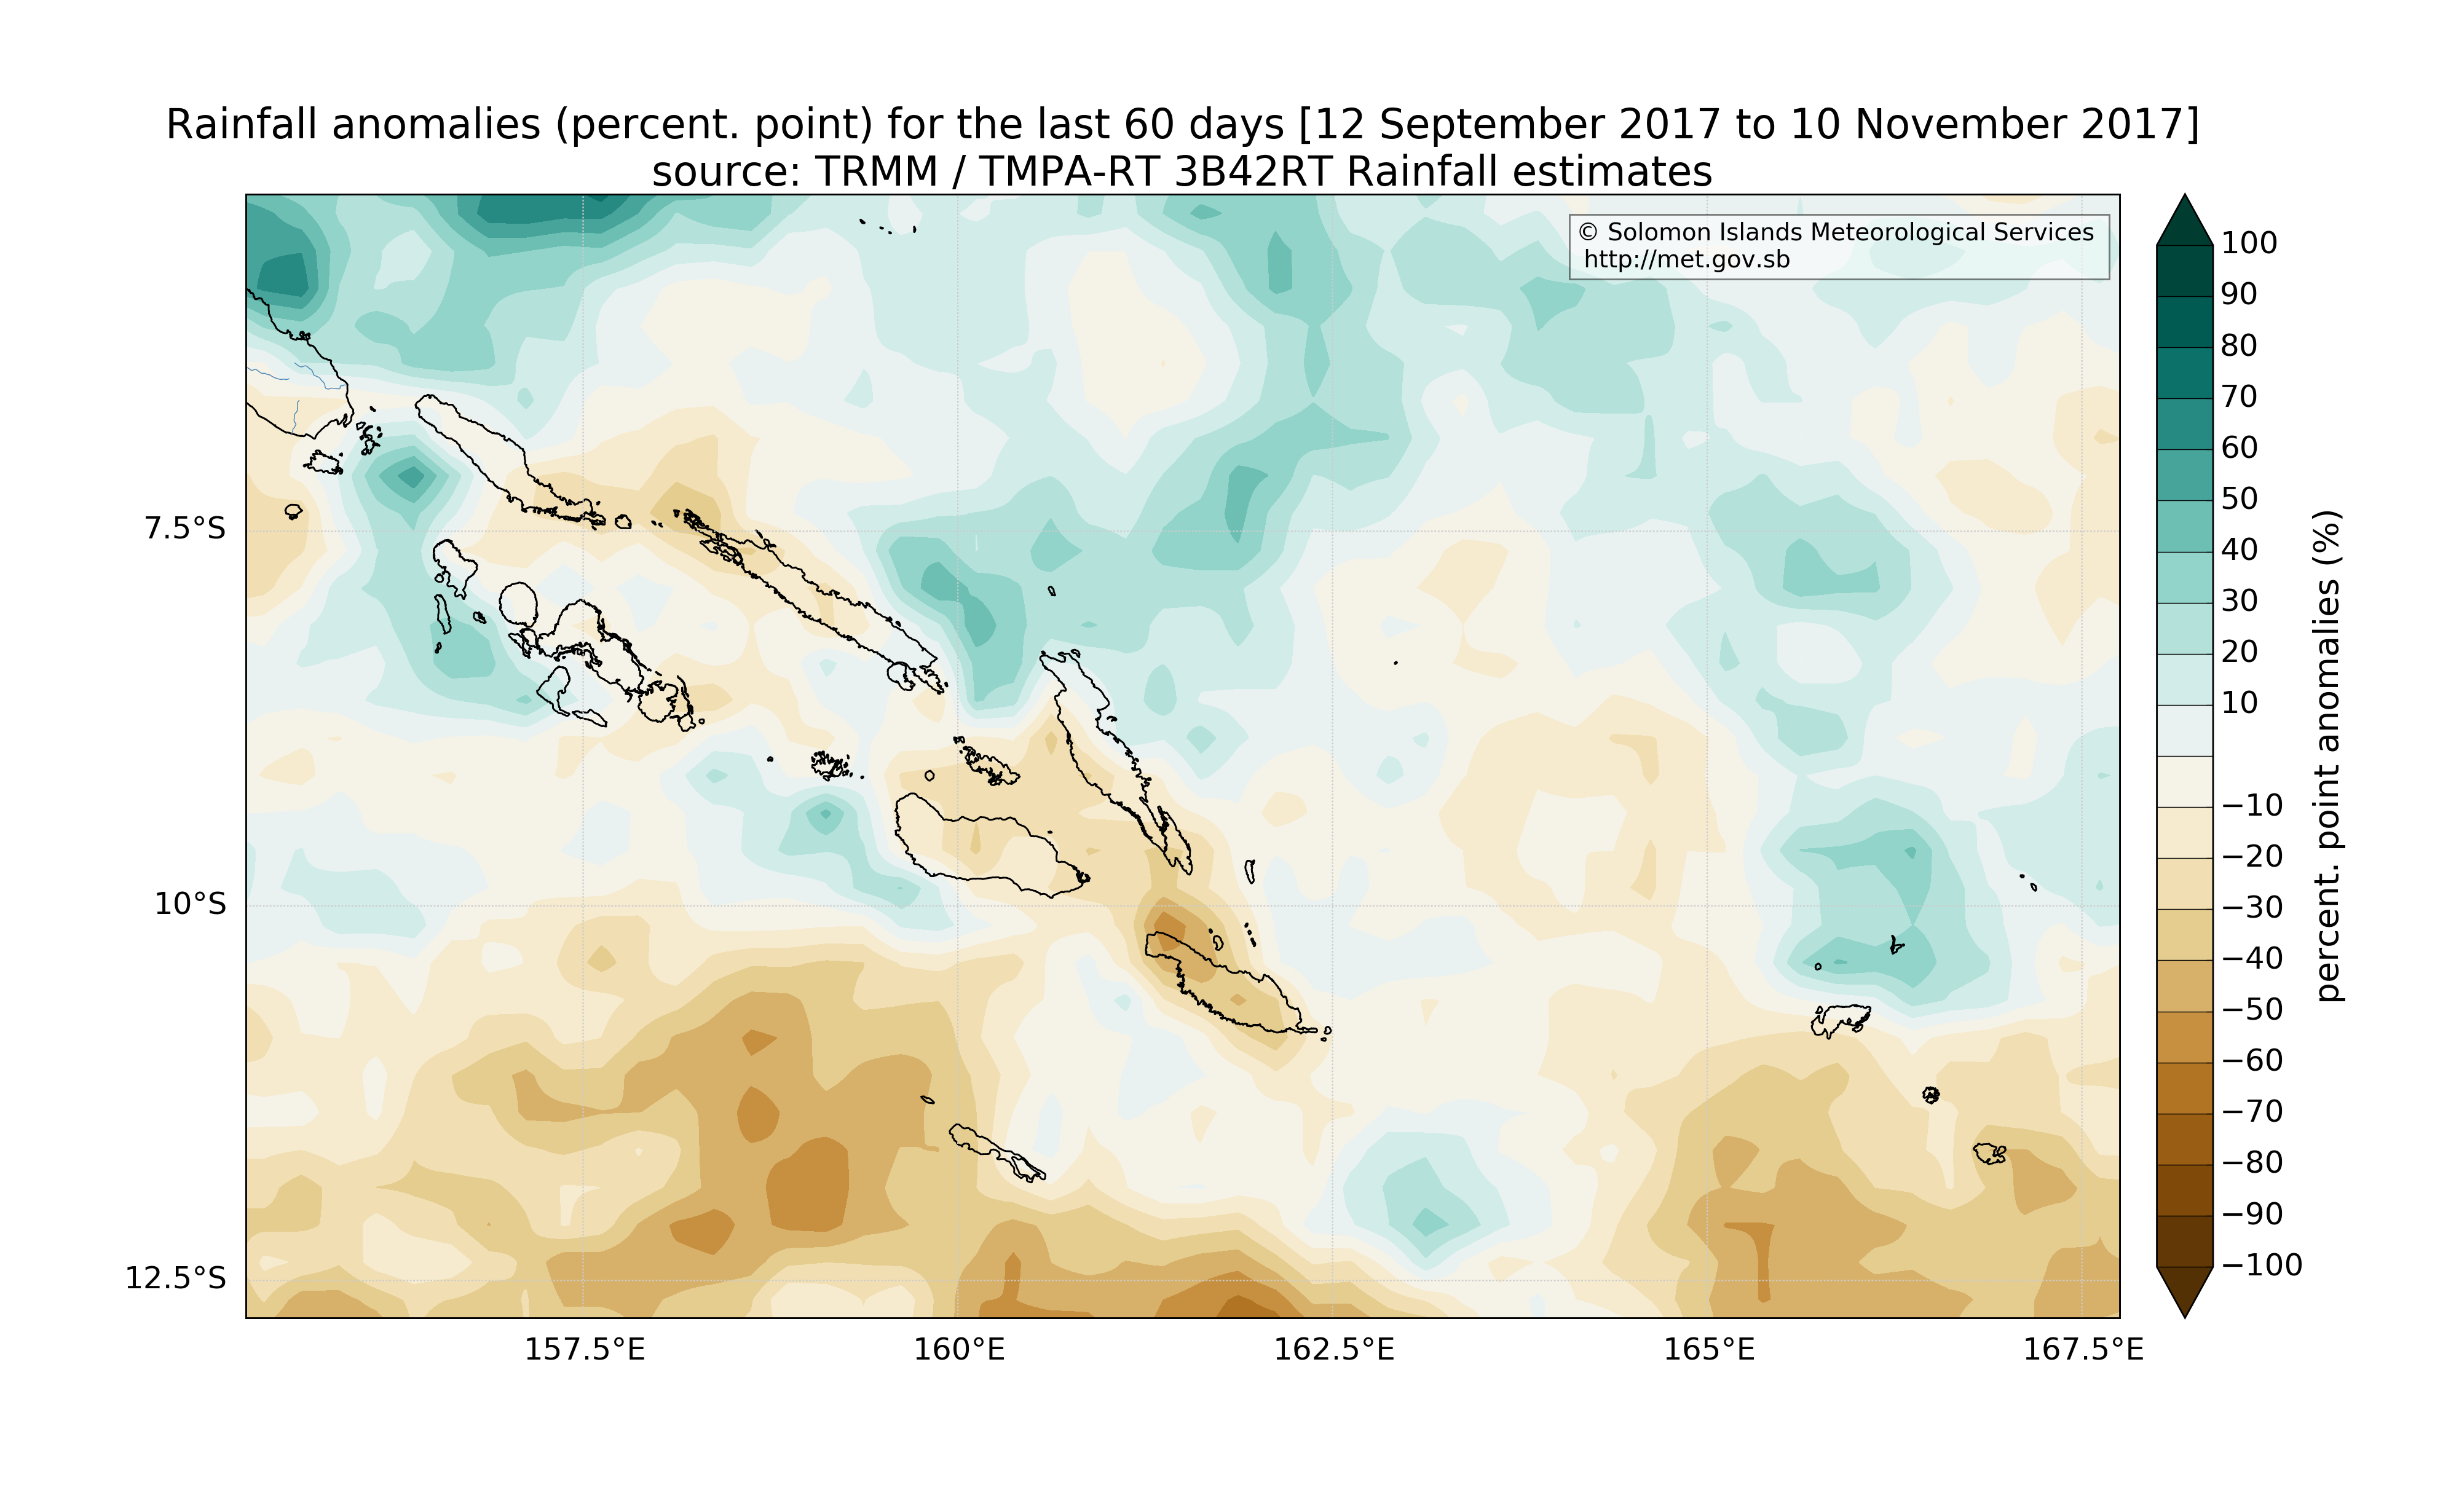 Rainfall anomalies (percent. point) for the last 60 days [12 September 2017 to 10 November 2017]
source: TRMM / TMPA-RT 3B42RT Rainfall estimates
© Solomon Islands Meteorological Services
http://met.gov.sb
7.5°S
10°S
12.5°S
157.5°E
160°E
162.5°E
165°E
167.5°E
100
90
80
70
60
50
40
30
20
10
−10
−20
−30
−40
−50
−60
−70
−80
−90
−100
percent. point anomalies (%)